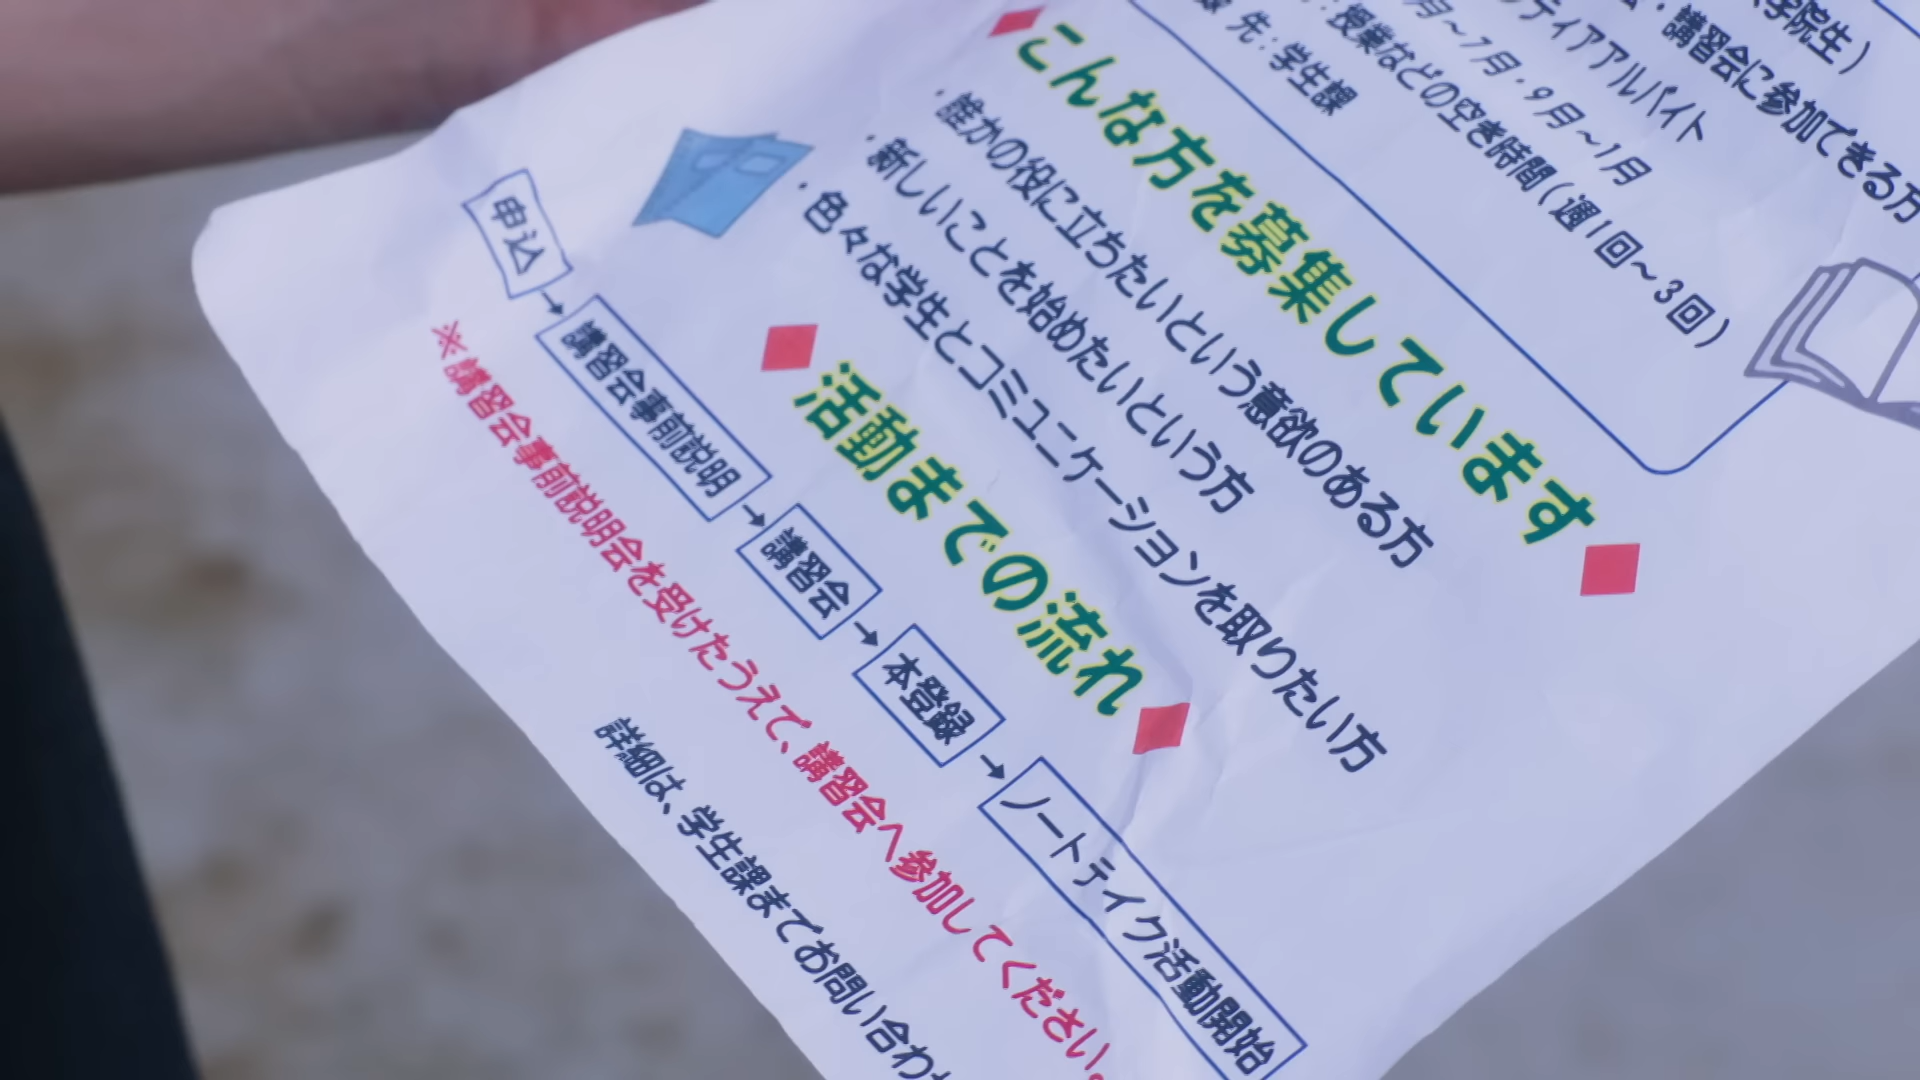 学院生）
・講習会に参加できる方
ティアアルバイト
月～7月・9月～1月
：授業などの空き時間（週1回～3回）
先：学生課
◆こんな方を募集しています◆
・誰かの役に立ちたいという意欲のある方
・新しいことを始めたいという方
・色々な学生とコミュニケーションを取りたい方
◆活動までの流れ◆
申込→講習会事前説明→講習会→本登録→ノートテイク活動開始
※講習会事前説明会を受けたうえで、講習会へ参加してください。
詳細は、学生課までお問い合わ